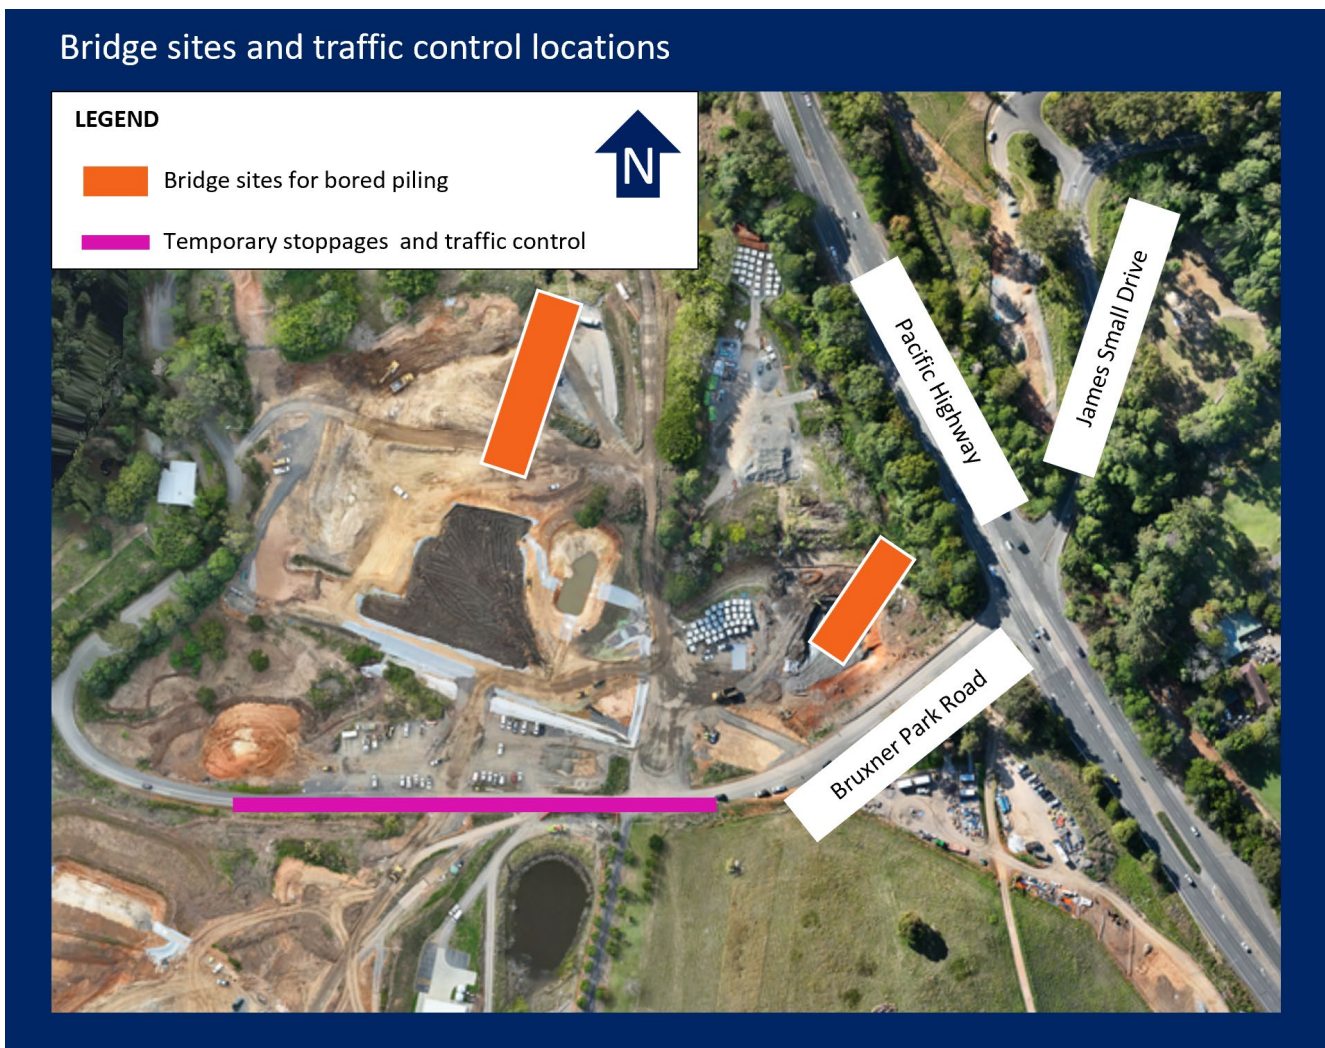 Bridge sites and traffic control locations
LEGEND
N
Bridge sites for bored piling
Temporary stoppages  and traffic control
Pacific Highway
James Small Drive
Bruxner Park Road